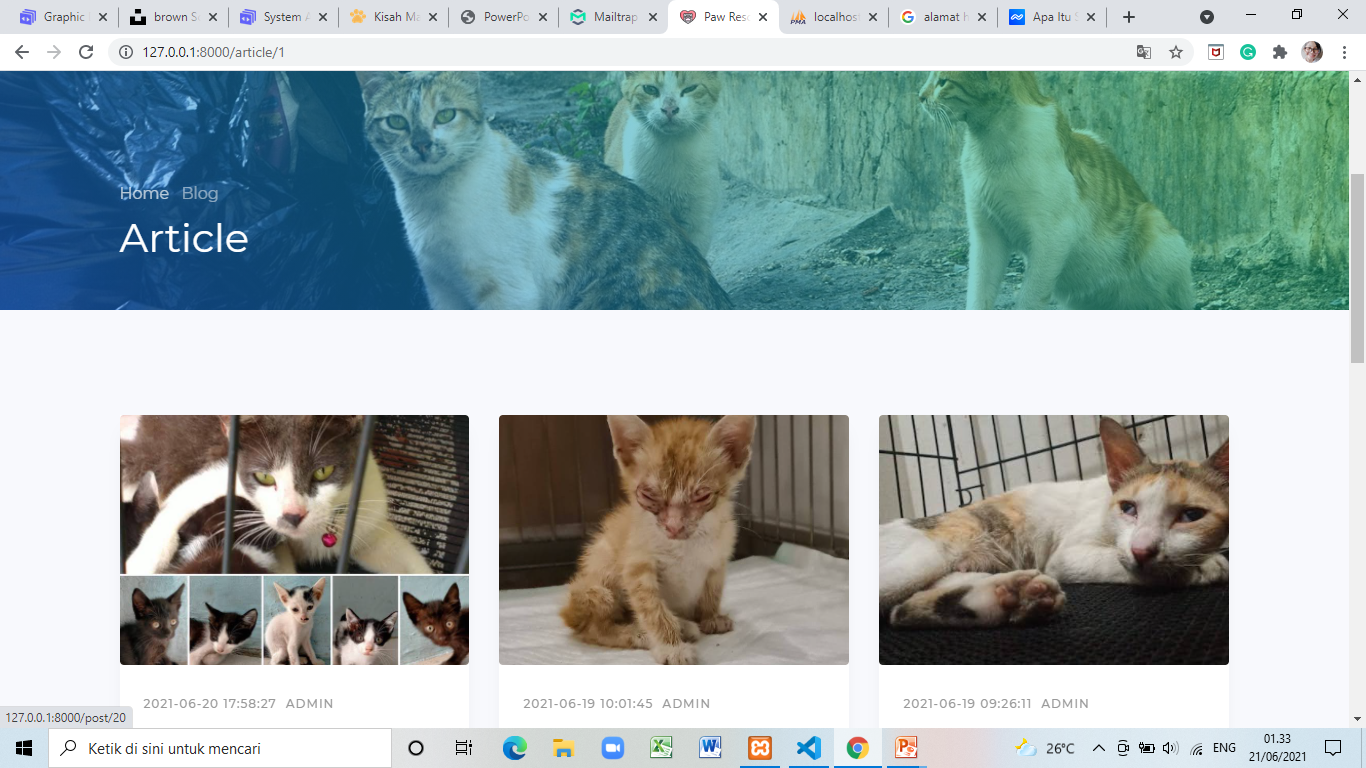 Graphic
brown S
System A
Kisah Ma
PowerPo
Mailtrap
Paw Resc
localhost
alamat h
Apa Itu S
127.0.0.1:8000/article/1
Home Blog
Article
2021-06-20 17:58:27 ADMIN
2021-06-19 10:01:45 ADMIN
2021-06-19 09:26:11 ADMIN
127.0.0.1:8000/post/20
Ketik di sini untuk mencari
26°C
ENG
01.33
21/06/2021